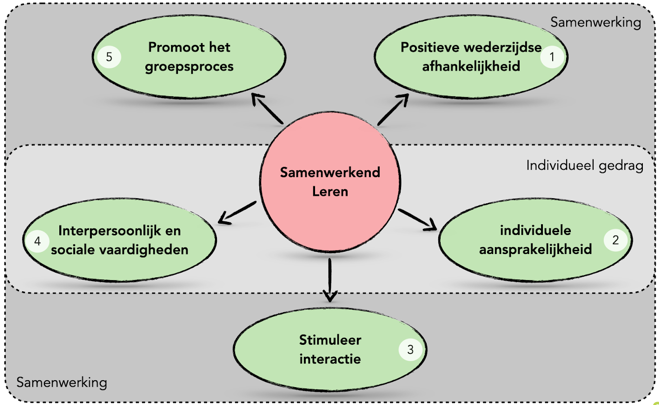 Samenwerking
5
Promoot het
groepsproces
Positieve wederzijdse
afhankelijkheid
1
Individueel gedrag
Samenwerkend
Leren
4
Interpersoonlijk en
sociale vaardigheden
individuele
aansprakelijkheid
2
Stimuleer
interactie
3
Samenwerking